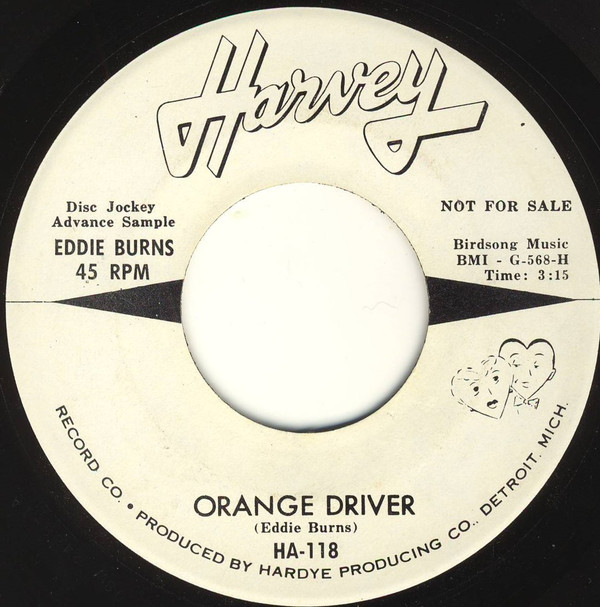 Harvey
Disc Jockey
Advance Sample
EDDIE BURNS
45 RPM
NOT FOR SALE
Birdsong Music
BMI - G-568-H
Time: 3:15
ORANGE DRIVER
(Eddie Burns)
HA-118
RECORD CO. • PRODUCED BY HARDYE PRODUCING CO., DETROIT, MICH.